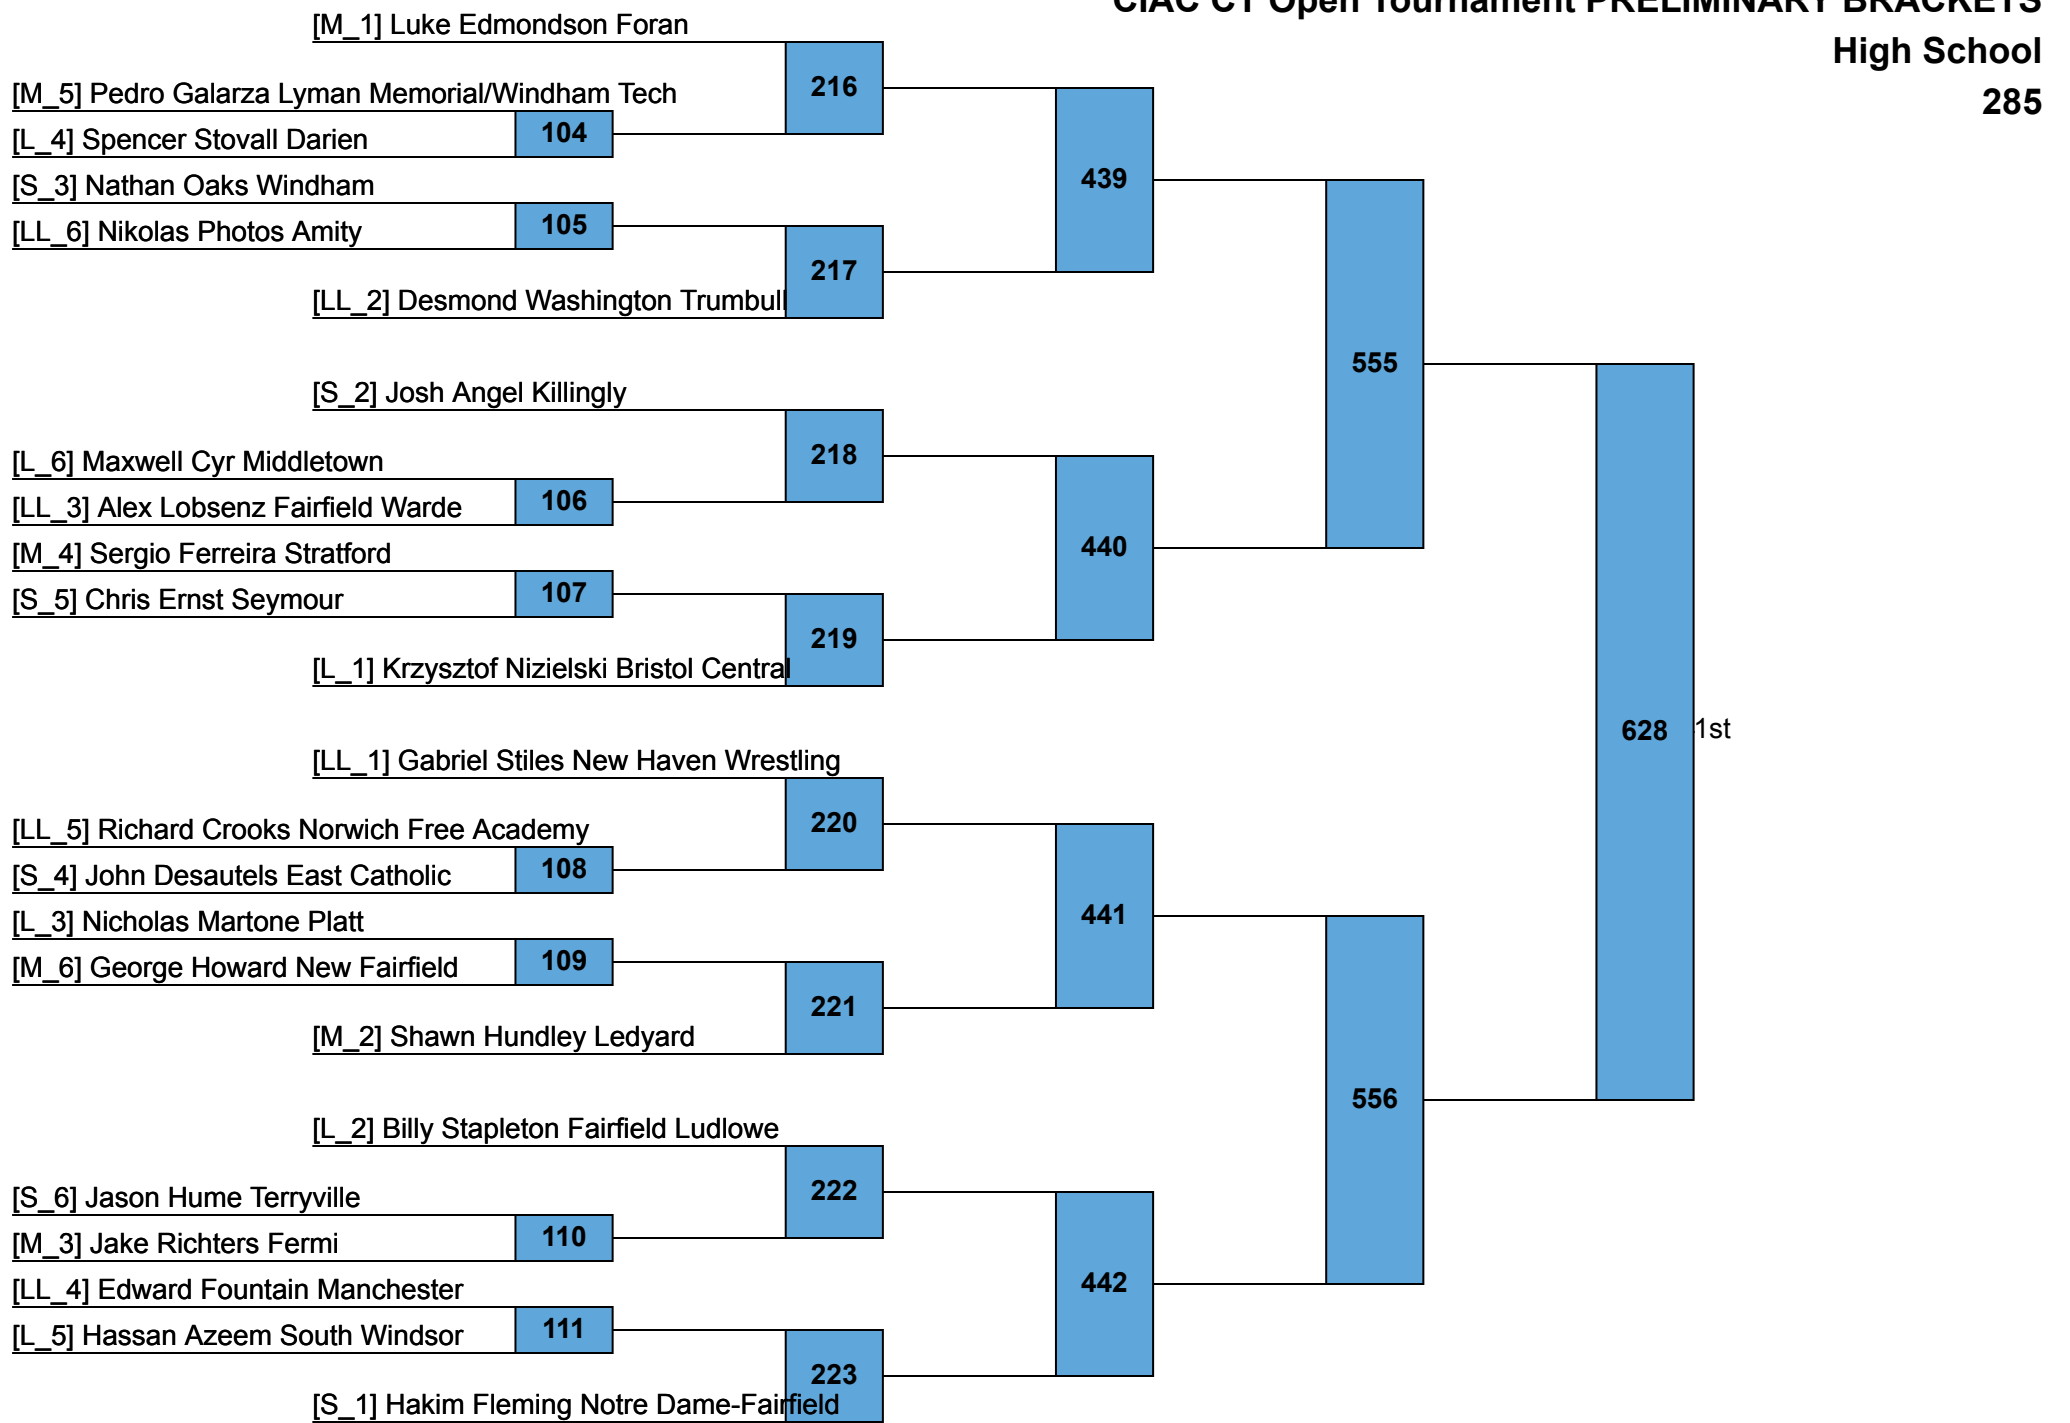 CIAC CT Open Tournament PRELIMINARY BRACKETS
High School
285
[M_1] Luke Edmondson Foran
216
[M_5] Pedro Galarza Lyman Memorial/Windham Tech
104
[L_4] Spencer Stovall Darien
439
[S_3] Nathan Oaks Windham
105
[LL_6] Nikolas Photos Amity
217
[LL_2] Desmond Washington Trumbull
555
[S_2] Josh Angel Killingly
218
[L_6] Maxwell Cyr Middletown
106
[LL_3] Alex Lobsenz Fairfield Warde
440
[M_4] Sergio Ferreira Stratford
107
[S_5] Chris Ernst Seymour
219
[L_1] Krzysztof Nizielski Bristol Central
628
1st
[LL_1] Gabriel Stiles New Haven Wrestling
220
[LL_5] Richard Crooks Norwich Free Academy
108
[S_4] John Desautels East Catholic
441
[L_3] Nicholas Martone Platt
109
[M_6] George Howard New Fairfield
221
[M_2] Shawn Hundley Ledyard
556
[L_2] Billy Stapleton Fairfield Ludlowe
222
[S_6] Jason Hume Terryville
110
[M_3] Jake Richters Fermi
442
[LL_4] Edward Fountain Manchester
111
[L_5] Hassan Azeem South Windsor
223
[S_1] Hakim Fleming Notre Dame-Fairfield